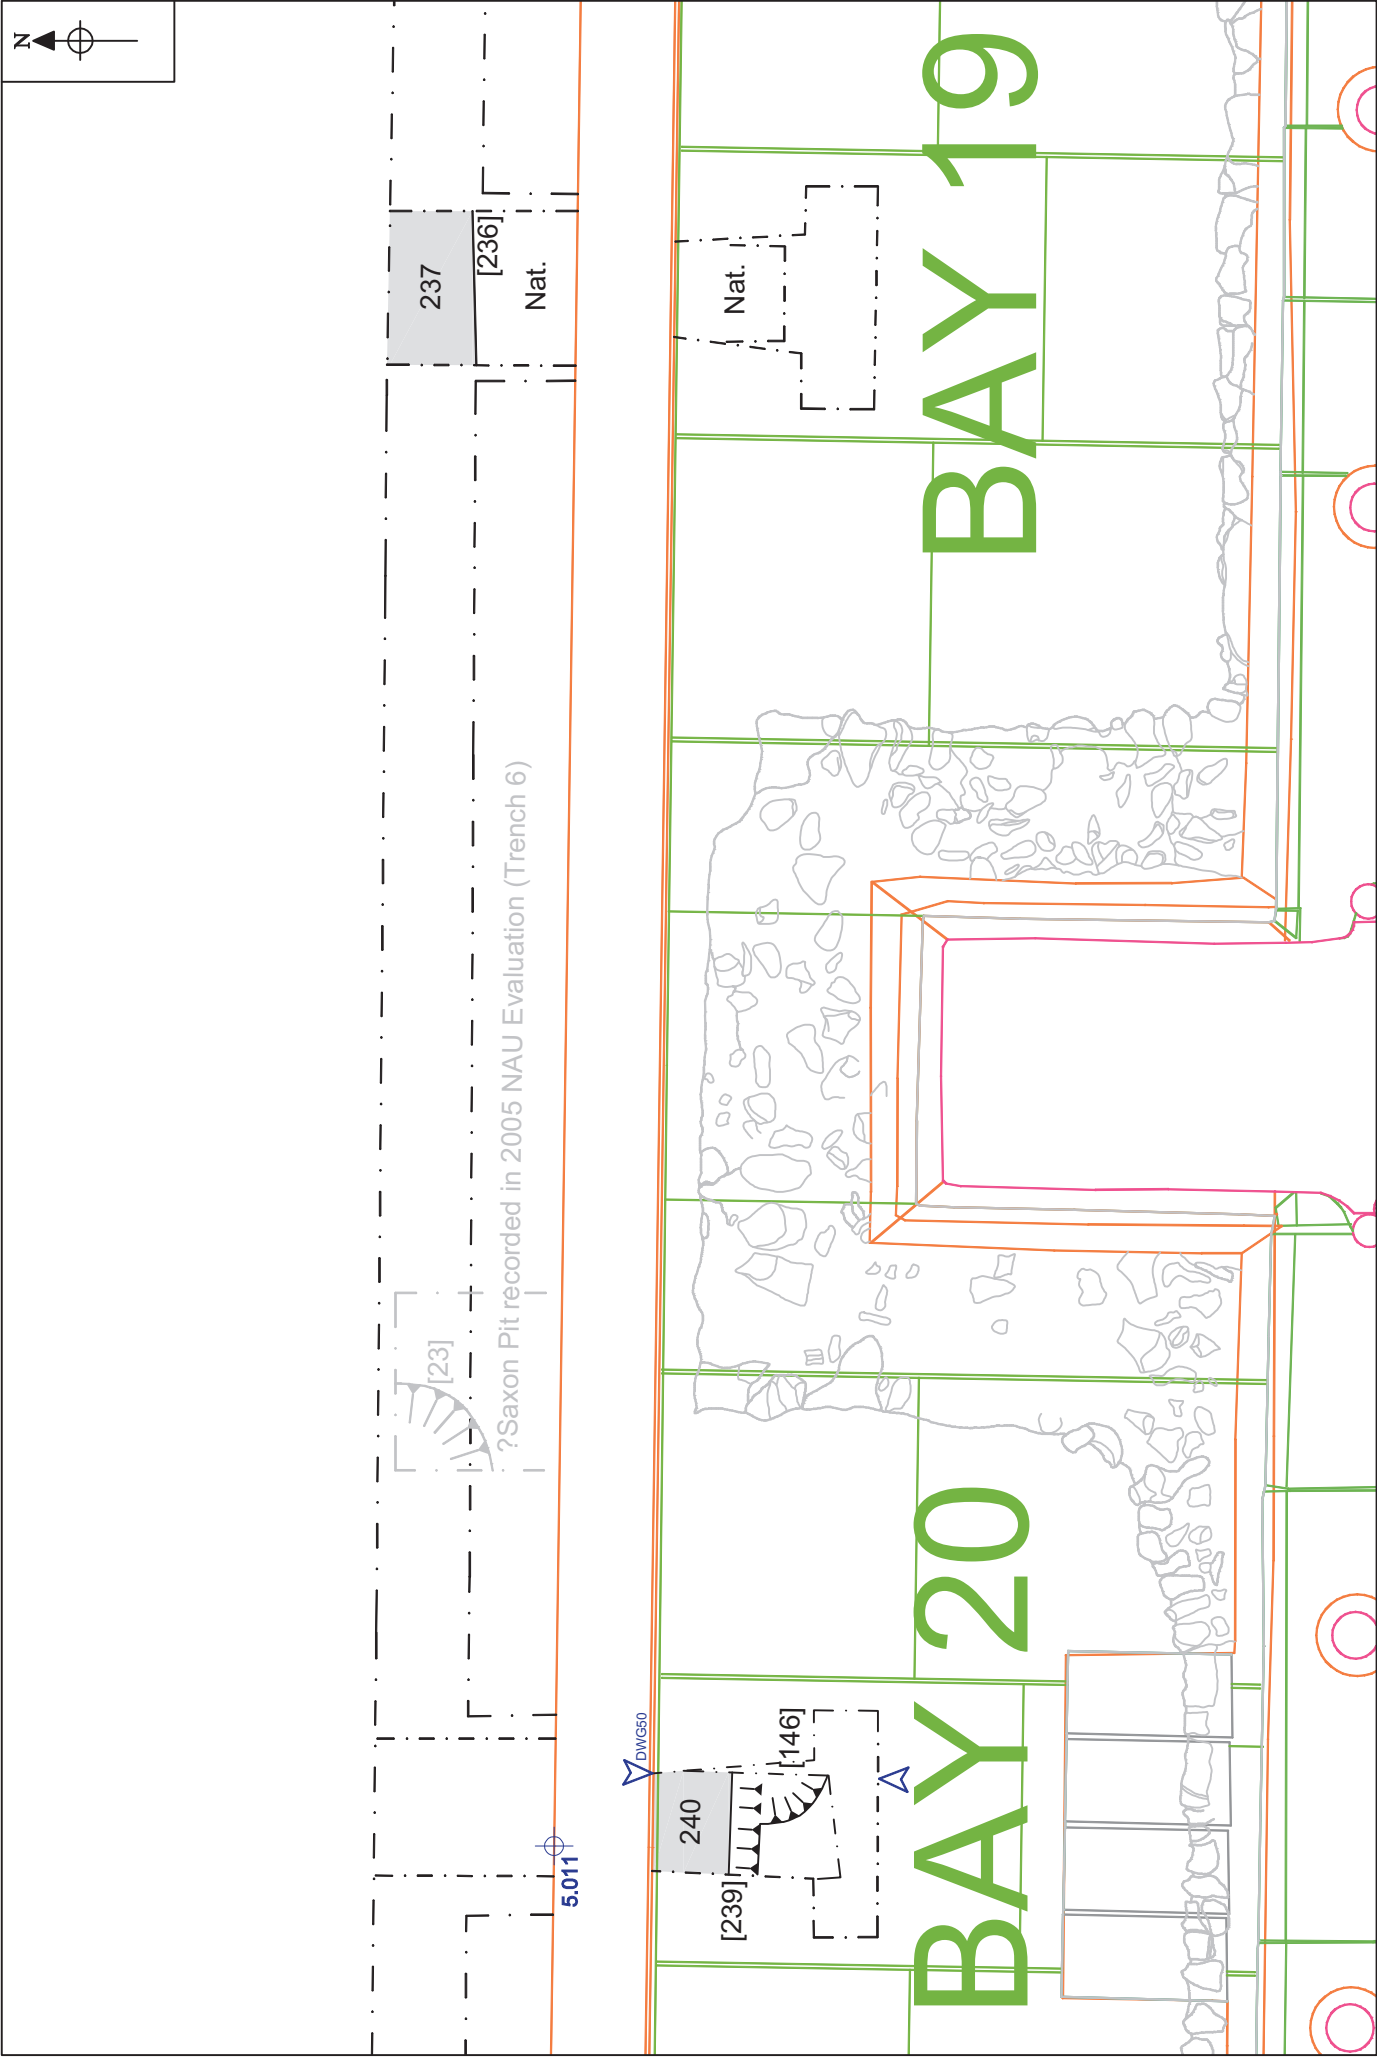 N
237
[236]
Nat.
Nat.
BAY 19
?Saxon Pit recorded in 2005 NAU Evaluation (Trench 6)
[23]
DWG50
240
[146]
[239]
5.011
BAY 20